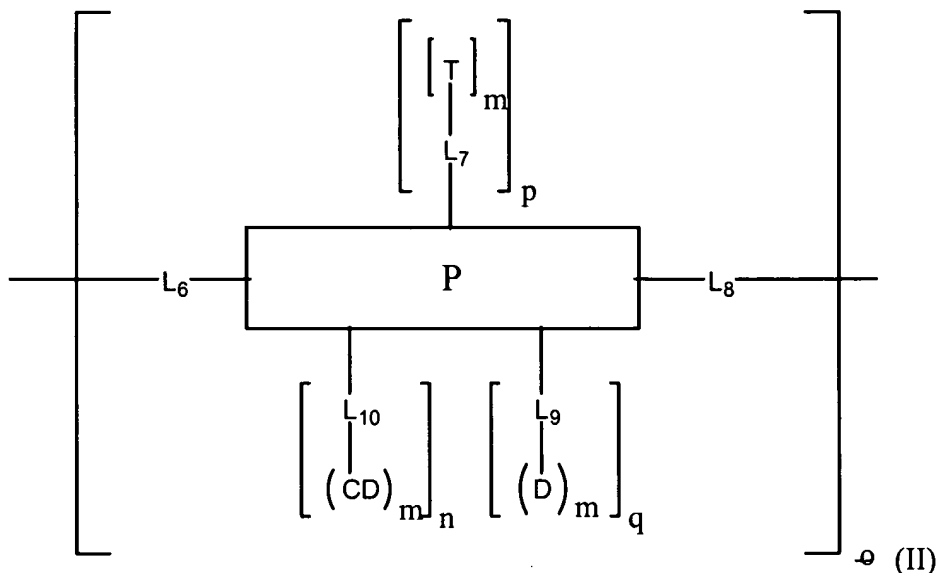 T
m
L₇
p
L₆ P L₈
L₁₀ L₉
(CD)m n (D)m q
o (II)